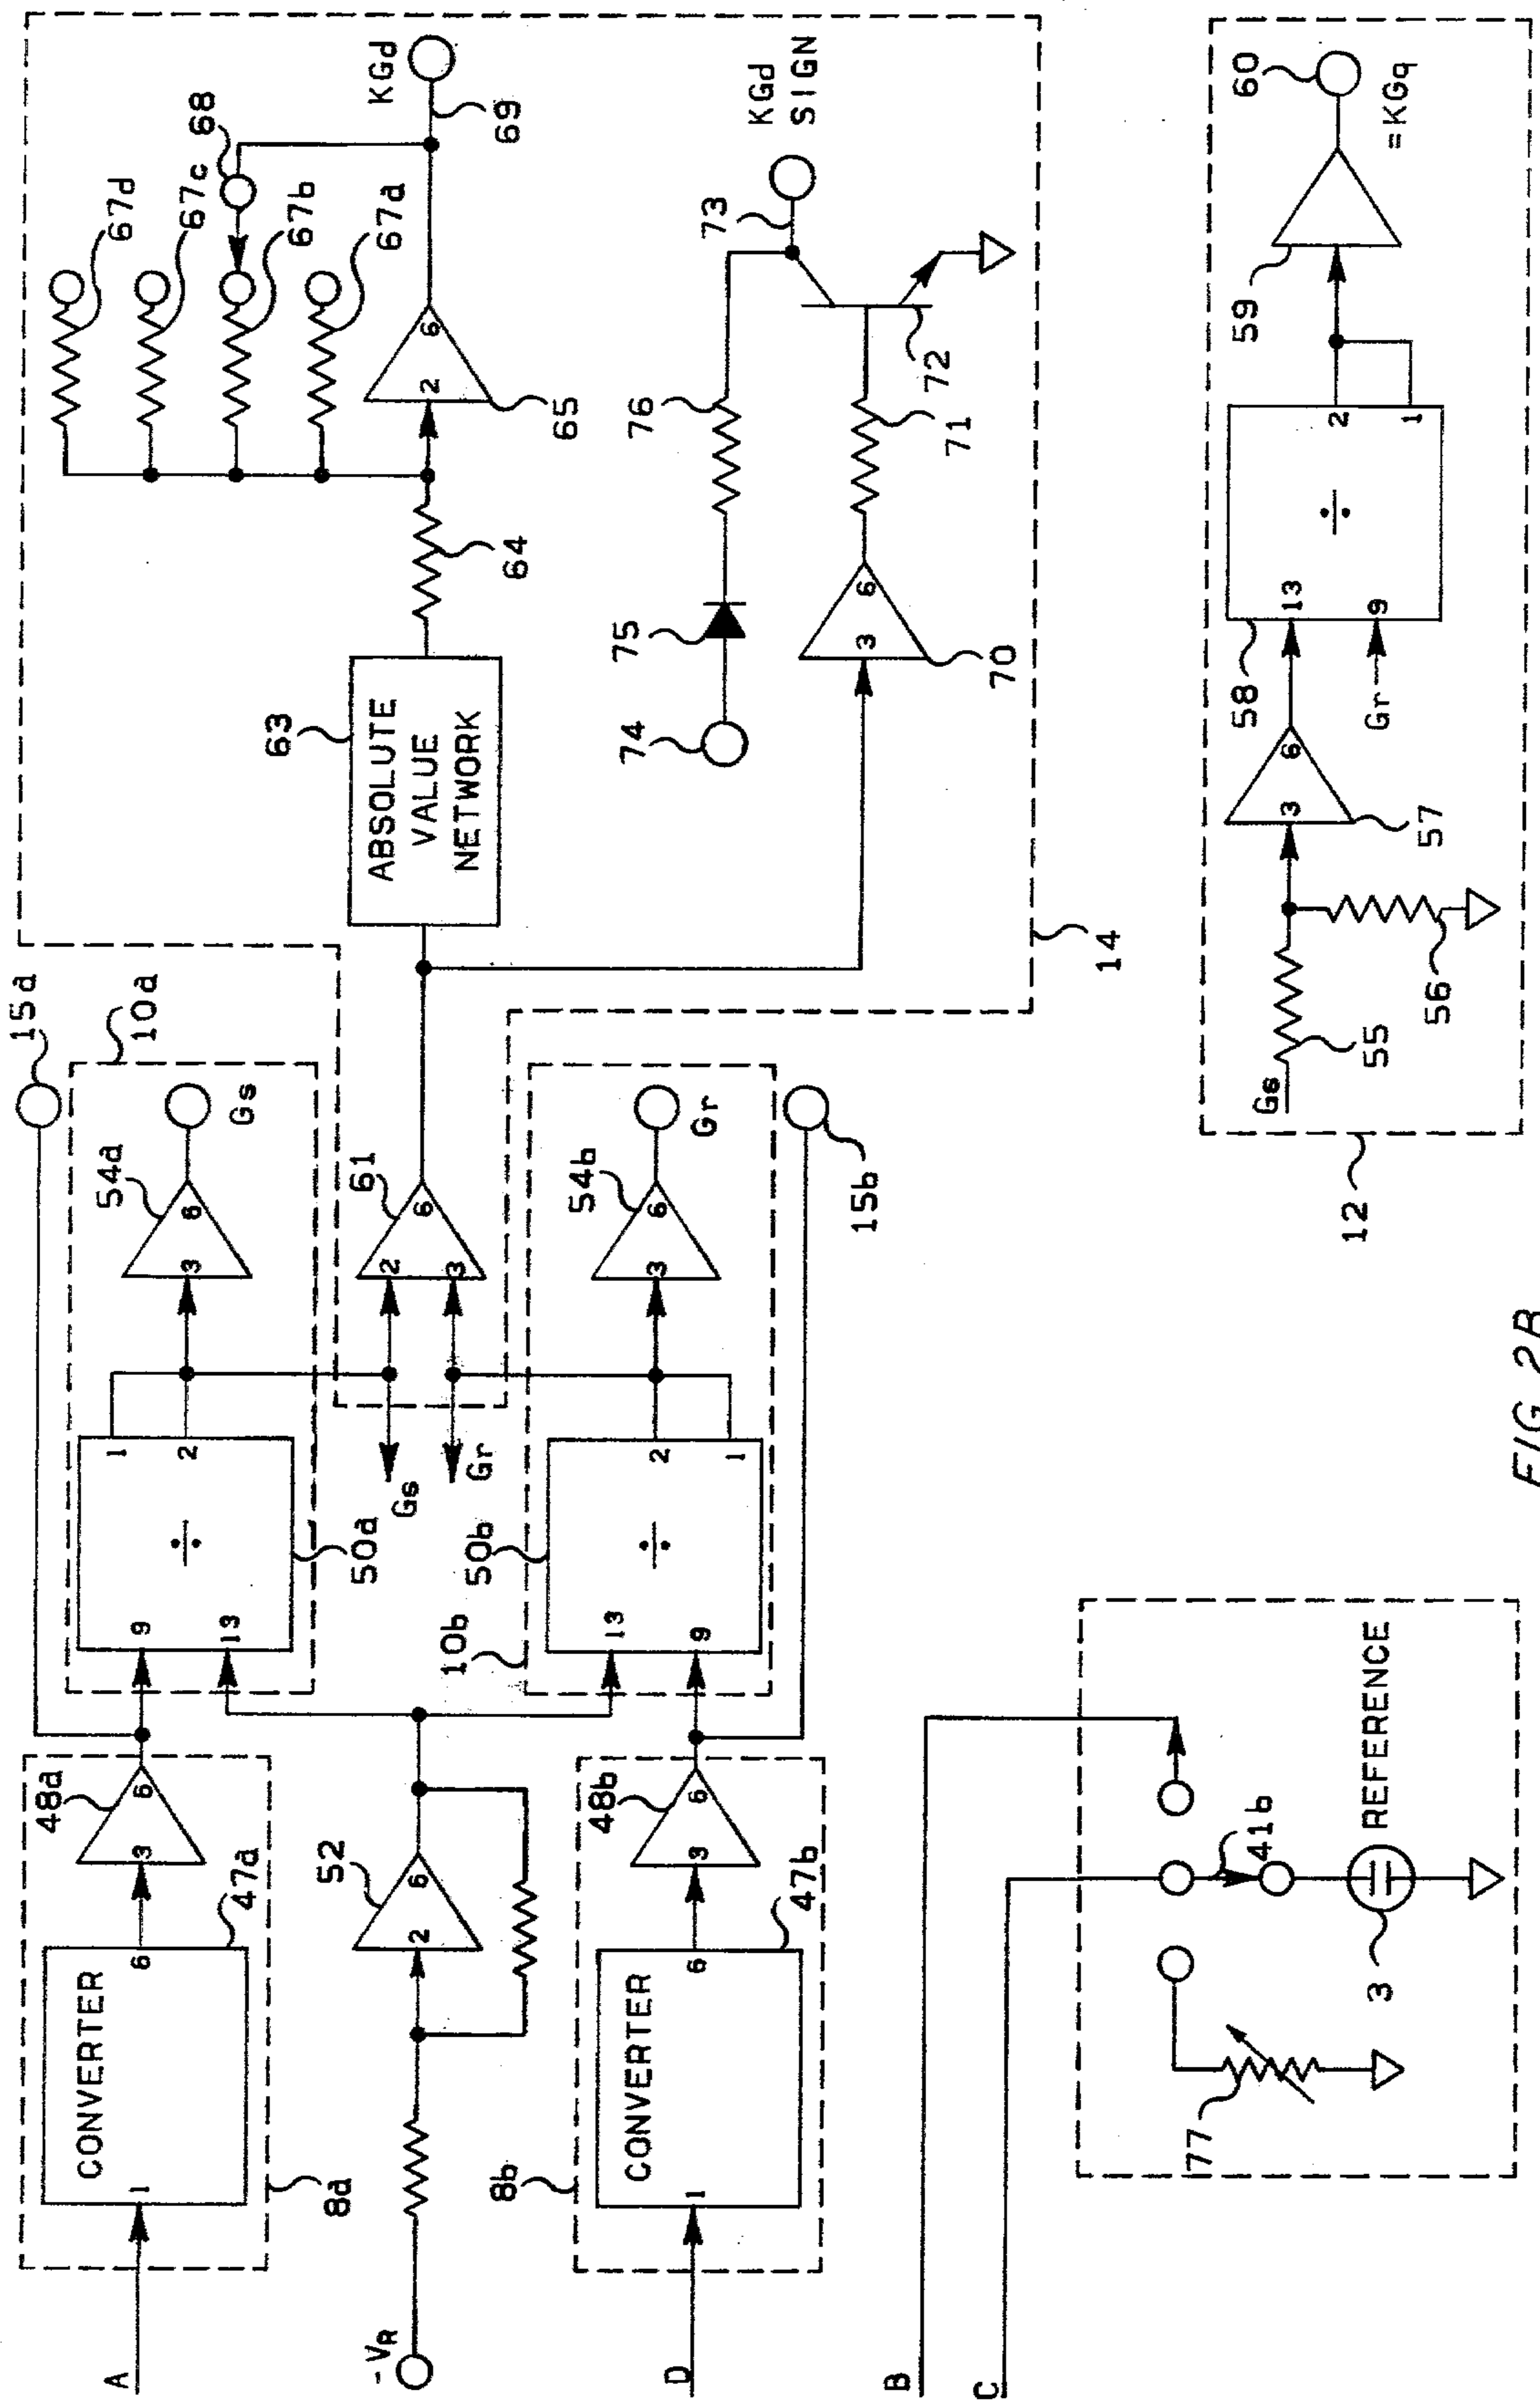 15a
10a
54a
6
3
Gs
1
2
÷
9
13
50a
48a
6
3
47a
6
CONVERTER
1
8a
A
61
6
2
3
Gs
Gr
52
6
2
-VR
54b
6
3
Gr
15b
2
1
÷
13
9
50b
10b
48b
6
3
47b
6
CONVERTER
1
8b
D
63
ABSOLUTE
VALUE
NETWORK
64
67d
67c
68
67b
67a
6
2
65
KGd
69
KGd
SIGN
73
72
71
76
75
74
6
3
70
14
60
=KGq
59
2
1
÷
13
9
58
Gr
6
3
57
56
55
Gs
12
B
C
41b
REFERENCE
3
77
FIG 2B